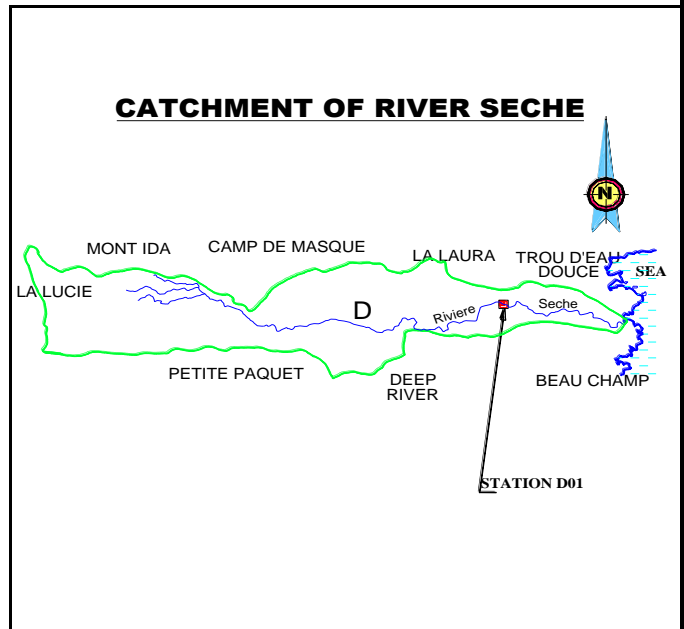 CATCHMENT OF RIVER SECHE
N
MONT IDA
CAMP DE MASQUE
LA LAURA
TROU D'EAU
DOUCE
SEA
LA LUCIE
D
Riviere
Seche
PETITE PAQUET
DEEP
RIVER
BEAU CHAMP
STATION D01